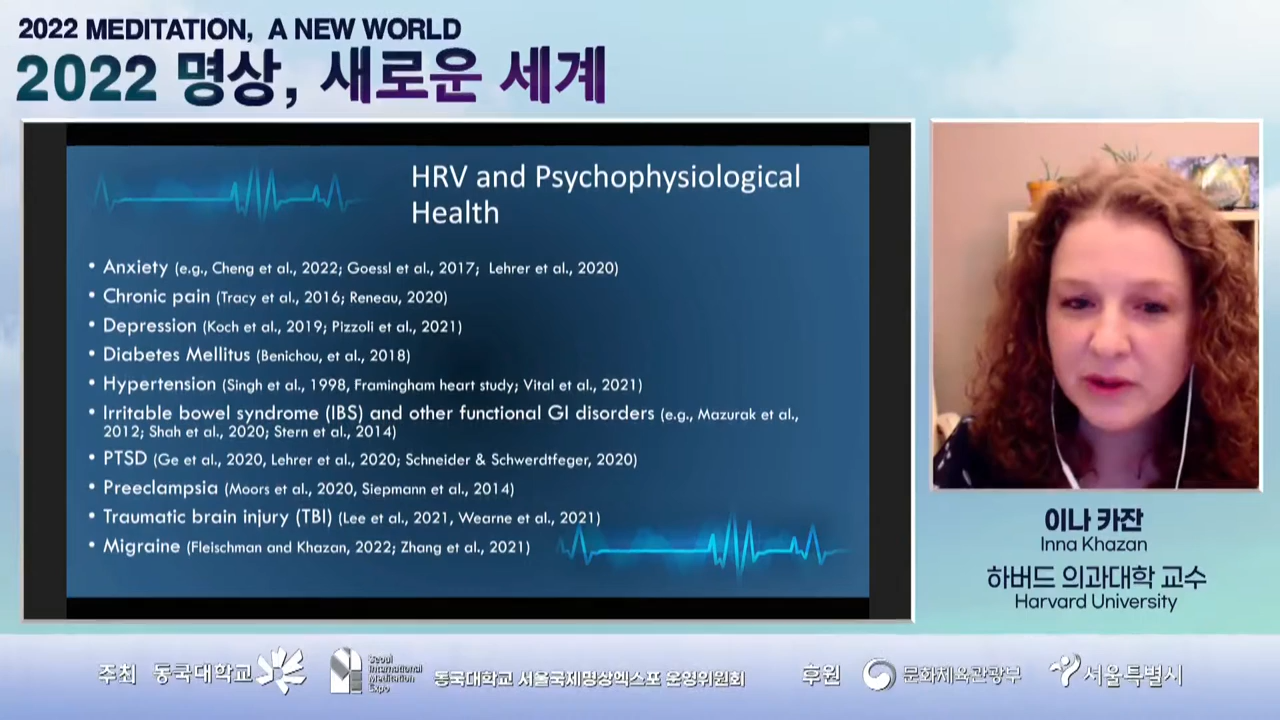 2022 MEDITATION, A NEW WORLD
2022 명상, 새로운 세계
HRV and Psychophysiological
Health
• Anxiety (e.g., Cheng et al., 2022; Goessl et al., 2017; Lehrer et al., 2020)
• Chronic pain (Tracy et al., 2016; Reneau, 2020)
• Depression (Koch et al., 2019; Pizzoli et al., 2021)
• Diabetes Mellitus (Benichou, et al., 2018)
• Hypertension (Singh et al., 1998, Framingham heart study; Vital et al., 2021)
• Irritable bowel syndrome (IBS) and other functional GI disorders (e.g., Mazurak et al.,
2012; Shah et al., 2020; Stern et al., 2014)
• PTSD (Ge et al., 2020, Lehrer et al., 2020; Schneider & Schwerdtfeger, 2020)
• Preeclampsia (Moors et al., 2020, Siepmann et al., 2014)
• Traumatic brain injury (TBI) (Lee et al., 2021, Wearne et al., 2021)
• Migraine (Fleischman and Khazan, 2022; Zhang et al., 2021)
이나 카잔
Inna Khazan
하버드 의과대학 교수
Harvard University
주최 동국대학교
Seoul
International
Meditation
Expo
동국대학교 서울국제명상엑스포 운영위원회
후원 문화체육관광부 서울특별시